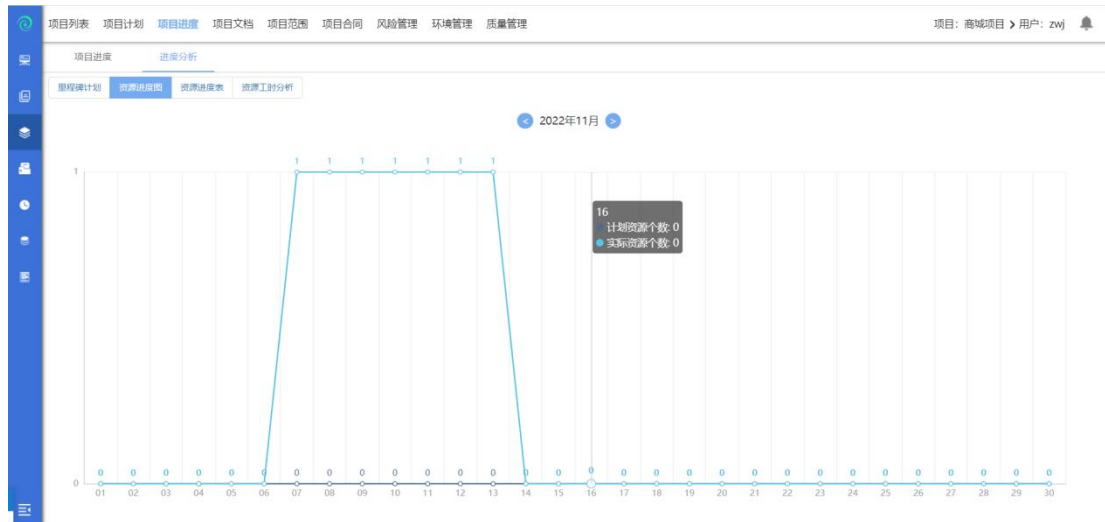 项目列表 项目计划 项目进度 项目文档 项目范围 项目合同 风险管理 环境管理 质量管理 项目：商城项目 > 用户：zwj
项目进度 进度分析
里程碑计划 资源进度图 资源进度表 资源工时分析
< 2022年11月 >
1 1 1 1 1 1 1
1
16
计划资源个数: 0
实际资源个数: 0
0 0 0 0 0 0 0 0 0 0 0 0 0 0 0 0 0 0 0 0 0 0 0 0 0 0 0 0 0 0
0
01 02 03 04 05 06 07 08 09 10 11 12 13 14 15 16 17 18 19 20 21 22 23 24 25 26 27 28 29 30